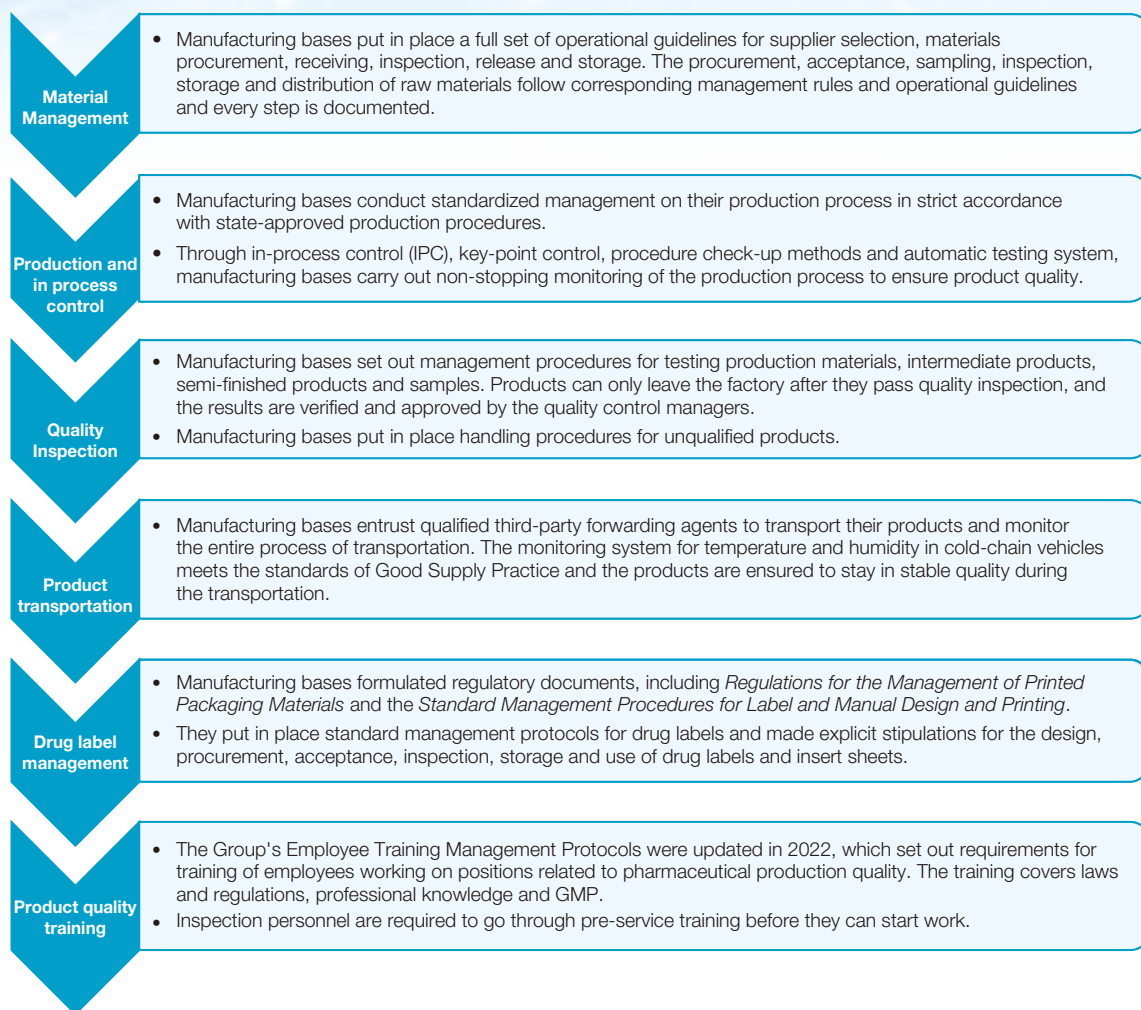 Material
Management
• Manufacturing bases put in place a full set of operational guidelines for supplier selection, materials
procurement, receiving, inspection, release and storage. The procurement, acceptance, sampling, inspection,
storage and distribution of raw materials follow corresponding management rules and operational guidelines
and every step is documented.
Production and
in process
control
• Manufacturing bases conduct standardized management on their production process in strict accordance
with state-approved production procedures.
• Through in-process control (IPC), key-point control, procedure check-up methods and automatic testing system,
manufacturing bases carry out non-stopping monitoring of the production process to ensure product quality.
Quality
Inspection
• Manufacturing bases set out management procedures for testing production materials, intermediate products,
semi-finished products and samples. Products can only leave the factory after they pass quality inspection, and
the results are verified and approved by the quality control managers.
• Manufacturing bases put in place handling procedures for unqualified products.
Product
transportation
• Manufacturing bases entrust qualified third-party forwarding agents to transport their products and monitor
the entire process of transportation. The monitoring system for temperature and humidity in cold-chain vehicles
meets the standards of Good Supply Practice and the products are ensured to stay in stable quality during
the transportation.
Drug label
management
• Manufacturing bases formulated regulatory documents, including Regulations for the Management of Printed
Packaging Materials and the Standard Management Procedures for Label and Manual Design and Printing.
• They put in place standard management protocols for drug labels and made explicit stipulations for the design,
procurement, acceptance, inspection, storage and use of drug labels and insert sheets.
Product quality
training
• The Group's Employee Training Management Protocols were updated in 2022, which set out requirements for
training of employees working on positions related to pharmaceutical production quality. The training covers laws
and regulations, professional knowledge and GMP.
• Inspection personnel are required to go through pre-service training before they can start work.